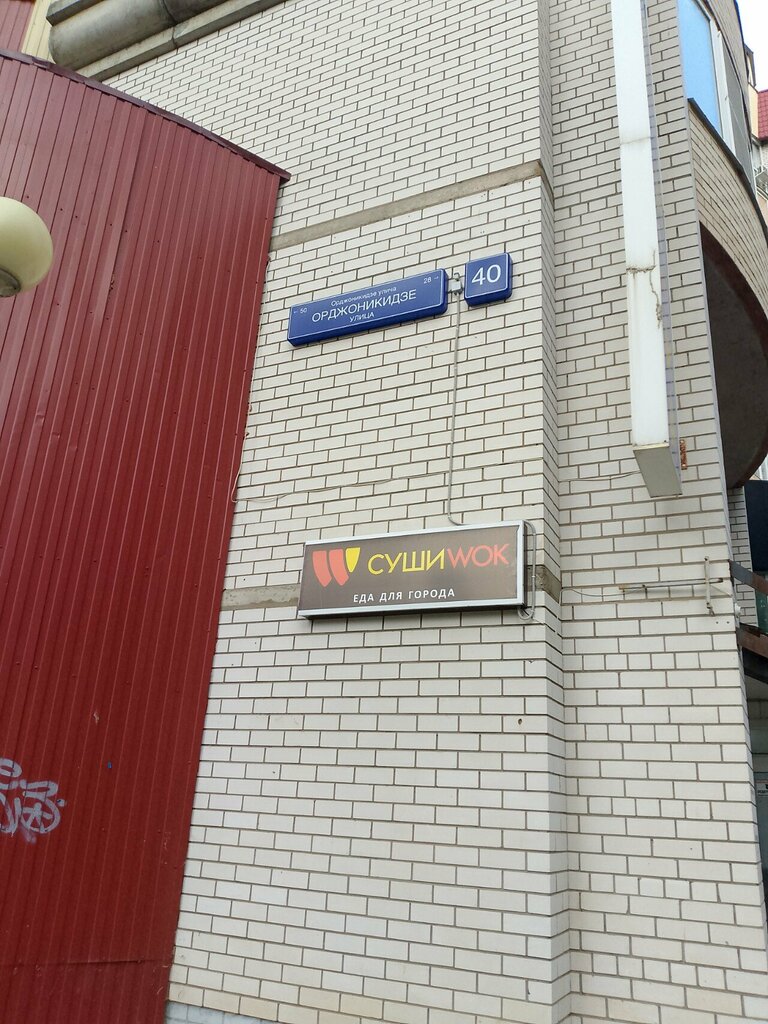 Орджоникидзе улица
← 50
28 →
ОРДЖОНИКИДЗЕ
УЛИЦА
40
СУШИWOK
ЕДА ДЛЯ ГОРОДА